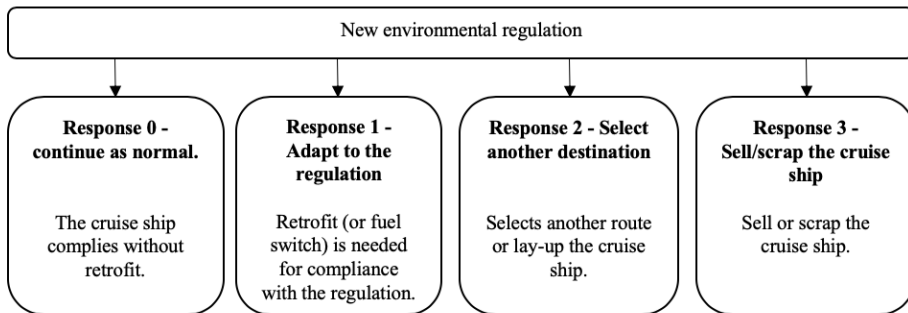 New environmental regulation
Response 0 -
continue as normal.
The cruise ship
complies without
retrofit.
Response 1 -
Adapt to the
regulation
Retrofit (or fuel
switch) is needed
for compliance
with the regulation.
Response 2 - Select
another destination
Selects another route
or lay-up the cruise
ship.
Response 3 -
Sell/scrap the cruise
ship
Sell or scrap the
cruise ship.